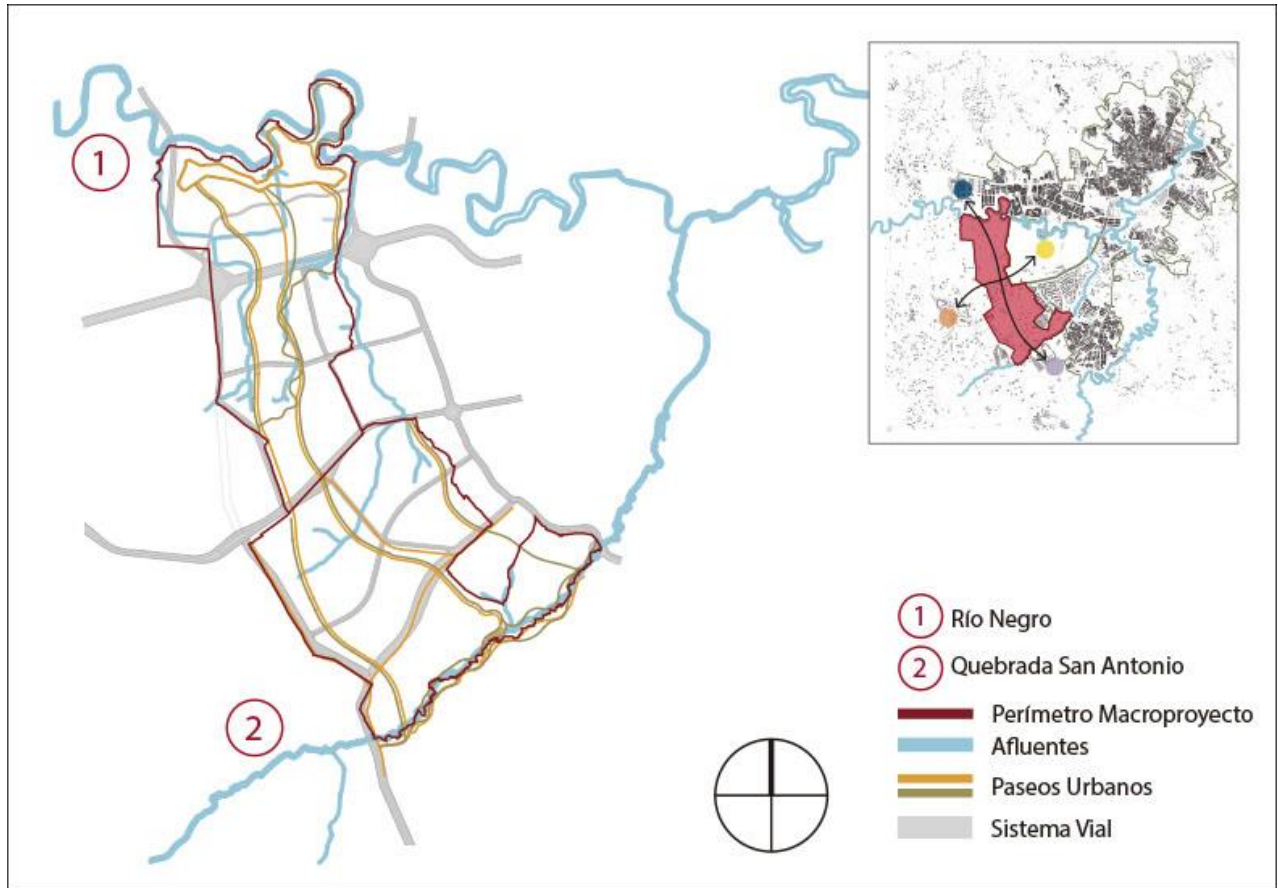 1
2
1 Río Negro
2 Quebrada San Antonio
Perímetro Macroproyecto
Afluentes
Paseos Urbanos
Sistema Vial